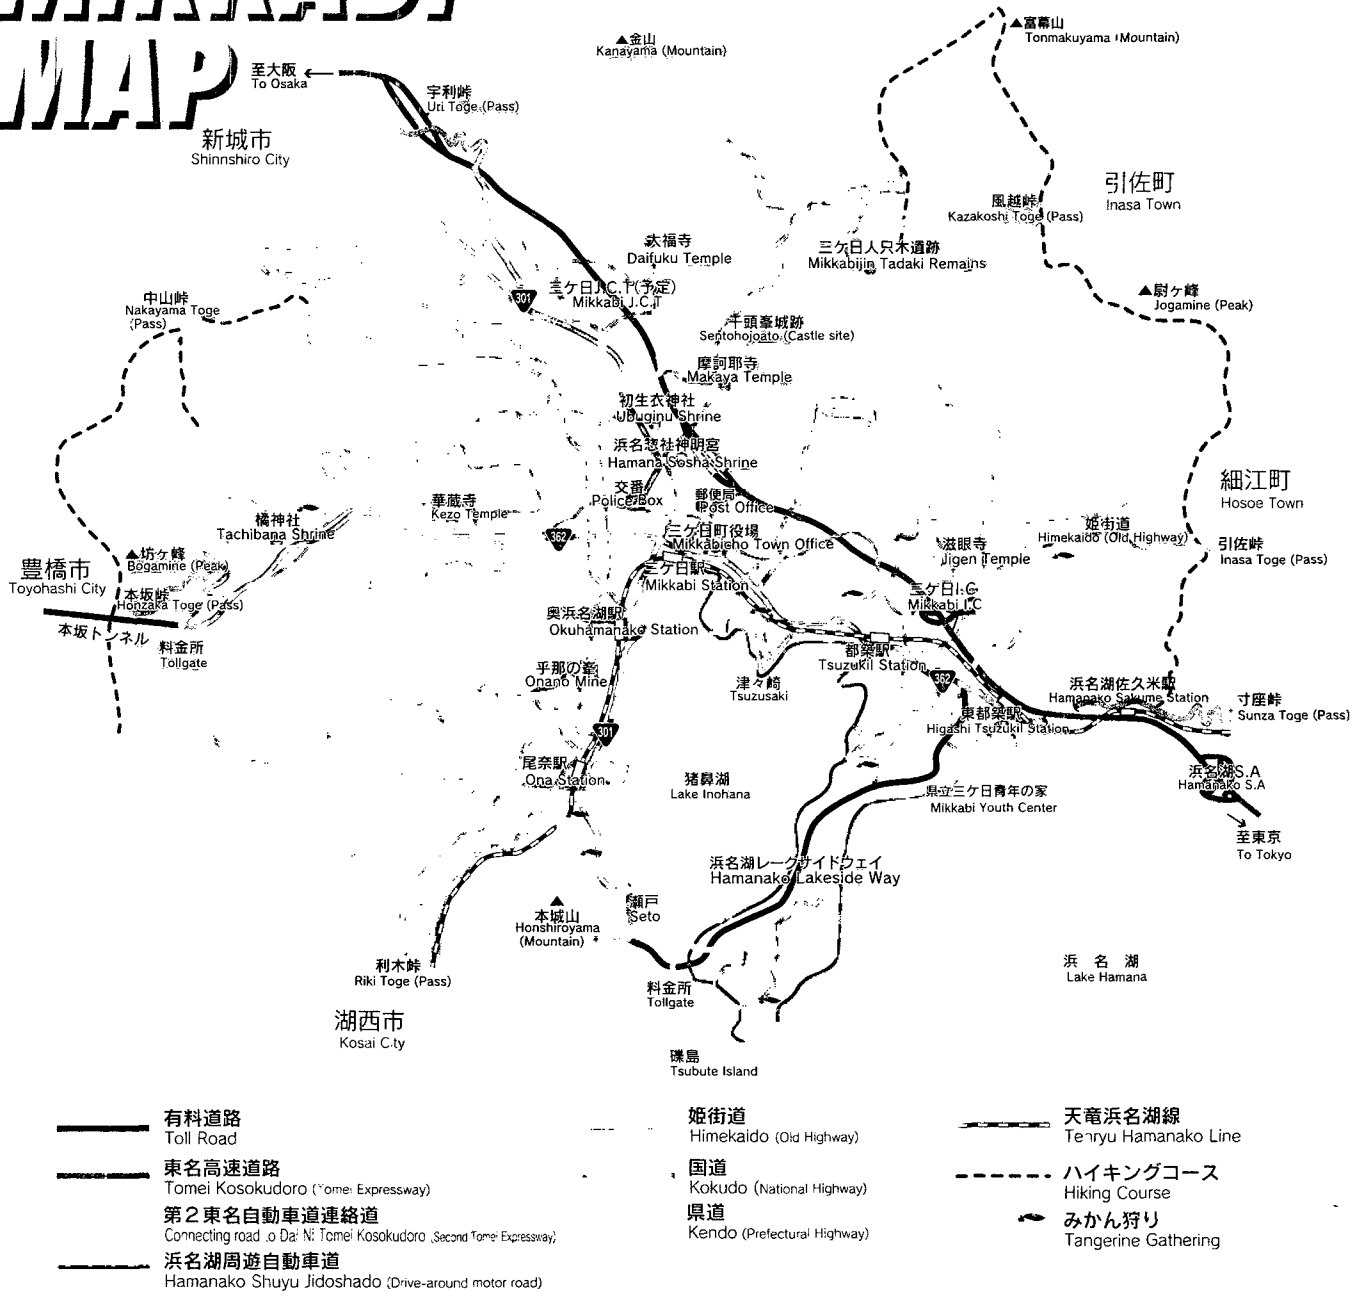 MAP
▲金山
Kanayama (Mountain)
▲富幕山
Tonmakuyama (Mountain)
至大阪 ←
To Osaka
宇利峠
Uri Toge (Pass)
新城市
Shinnshiro City
引佐町
Inasa Town
風越峠
Kazakoshi Toge (Pass)
大福寺
Daifuku Temple
三ケ日人只木遺跡
Mikkabijin Tadaki Remains
301
三ケ日J.C.T(予定)
Mikkabi J.C.T
中山峠
Nakayama Toge
(Pass)
▲尉ヶ峰
Jogamine (Peak)
千頭峯城跡
Sentohojoato (Castle site)
摩訶耶寺
Makaya Temple
初生衣神社
Ubuginu Shrine
浜名惣社神明宮
Hamana Sosha Shrine
細江町
Hosoe Town
交番
Police Box
郵便局
Post Office
華蔵寺
Kezo Temple
橘神社
Tachibana Shrine
362
三ケ日町役場
Mikkabicho Town Office
姫街道
Himekaido (Old Highway)
滋眼寺
Jigen Temple
引佐峠
Inasa Toge (Pass)
豊橋市
Toyohashi City
▲坊ヶ峰
Bogamine (Peak)
三ケ日駅
Mikkabi Station
三ケ日I.C
Mikkabi I.C
本坂峠
Honzaka Toge (Pass)
本坂トンネル
料金所
Tollgate
奥浜名湖駅
Okuhamanako Station
都築駅
Tsuzukil Station
乎那の峯
Onano Mine
津々崎
Tsuzusaki
362
浜名湖佐久米駅
Hamanako Sakume Station
寸座峠
Sunza Toge (Pass)
東都築駅
Higashi Tsuzukil Station
301
尾奈駅
Ona Station
猪鼻湖
Lake Inohana
県立三ケ日青年の家
Mikkabi Youth Center
浜名湖S.A
Hamanako S.A
至東京
To Tokyo
浜名湖レークサイドウェイ
Hamanako Lakeside Way
▲
本城山
Honshiroyama
(Mountain)
瀬戸
Seto
利木峠
Riki Toge (Pass)
料金所
Tollgate
浜 名 湖
Lake Hamana
湖西市
Kosai City
礫島
Tsubute Island
有料道路
Toll Road
東名高速道路
Tomei Kosokudoro (Tomei Expressway)
第2東名自動車道連絡道
Connecting road to Dai Ni Tomei Kosokudoro (Second Tomei Expressway)
浜名湖周遊自動車道
Hamanako Shuyu Jidoshado (Drive-around motor road)
姫街道
Himekaido (Old Highway)
国道
Kokudo (National Highway)
県道
Kendo (Prefectural Highway)
天竜浜名湖線
Tenryu Hamanako Line
ハイキングコース
Hiking Course
みかん狩り
Tangerine Gathering